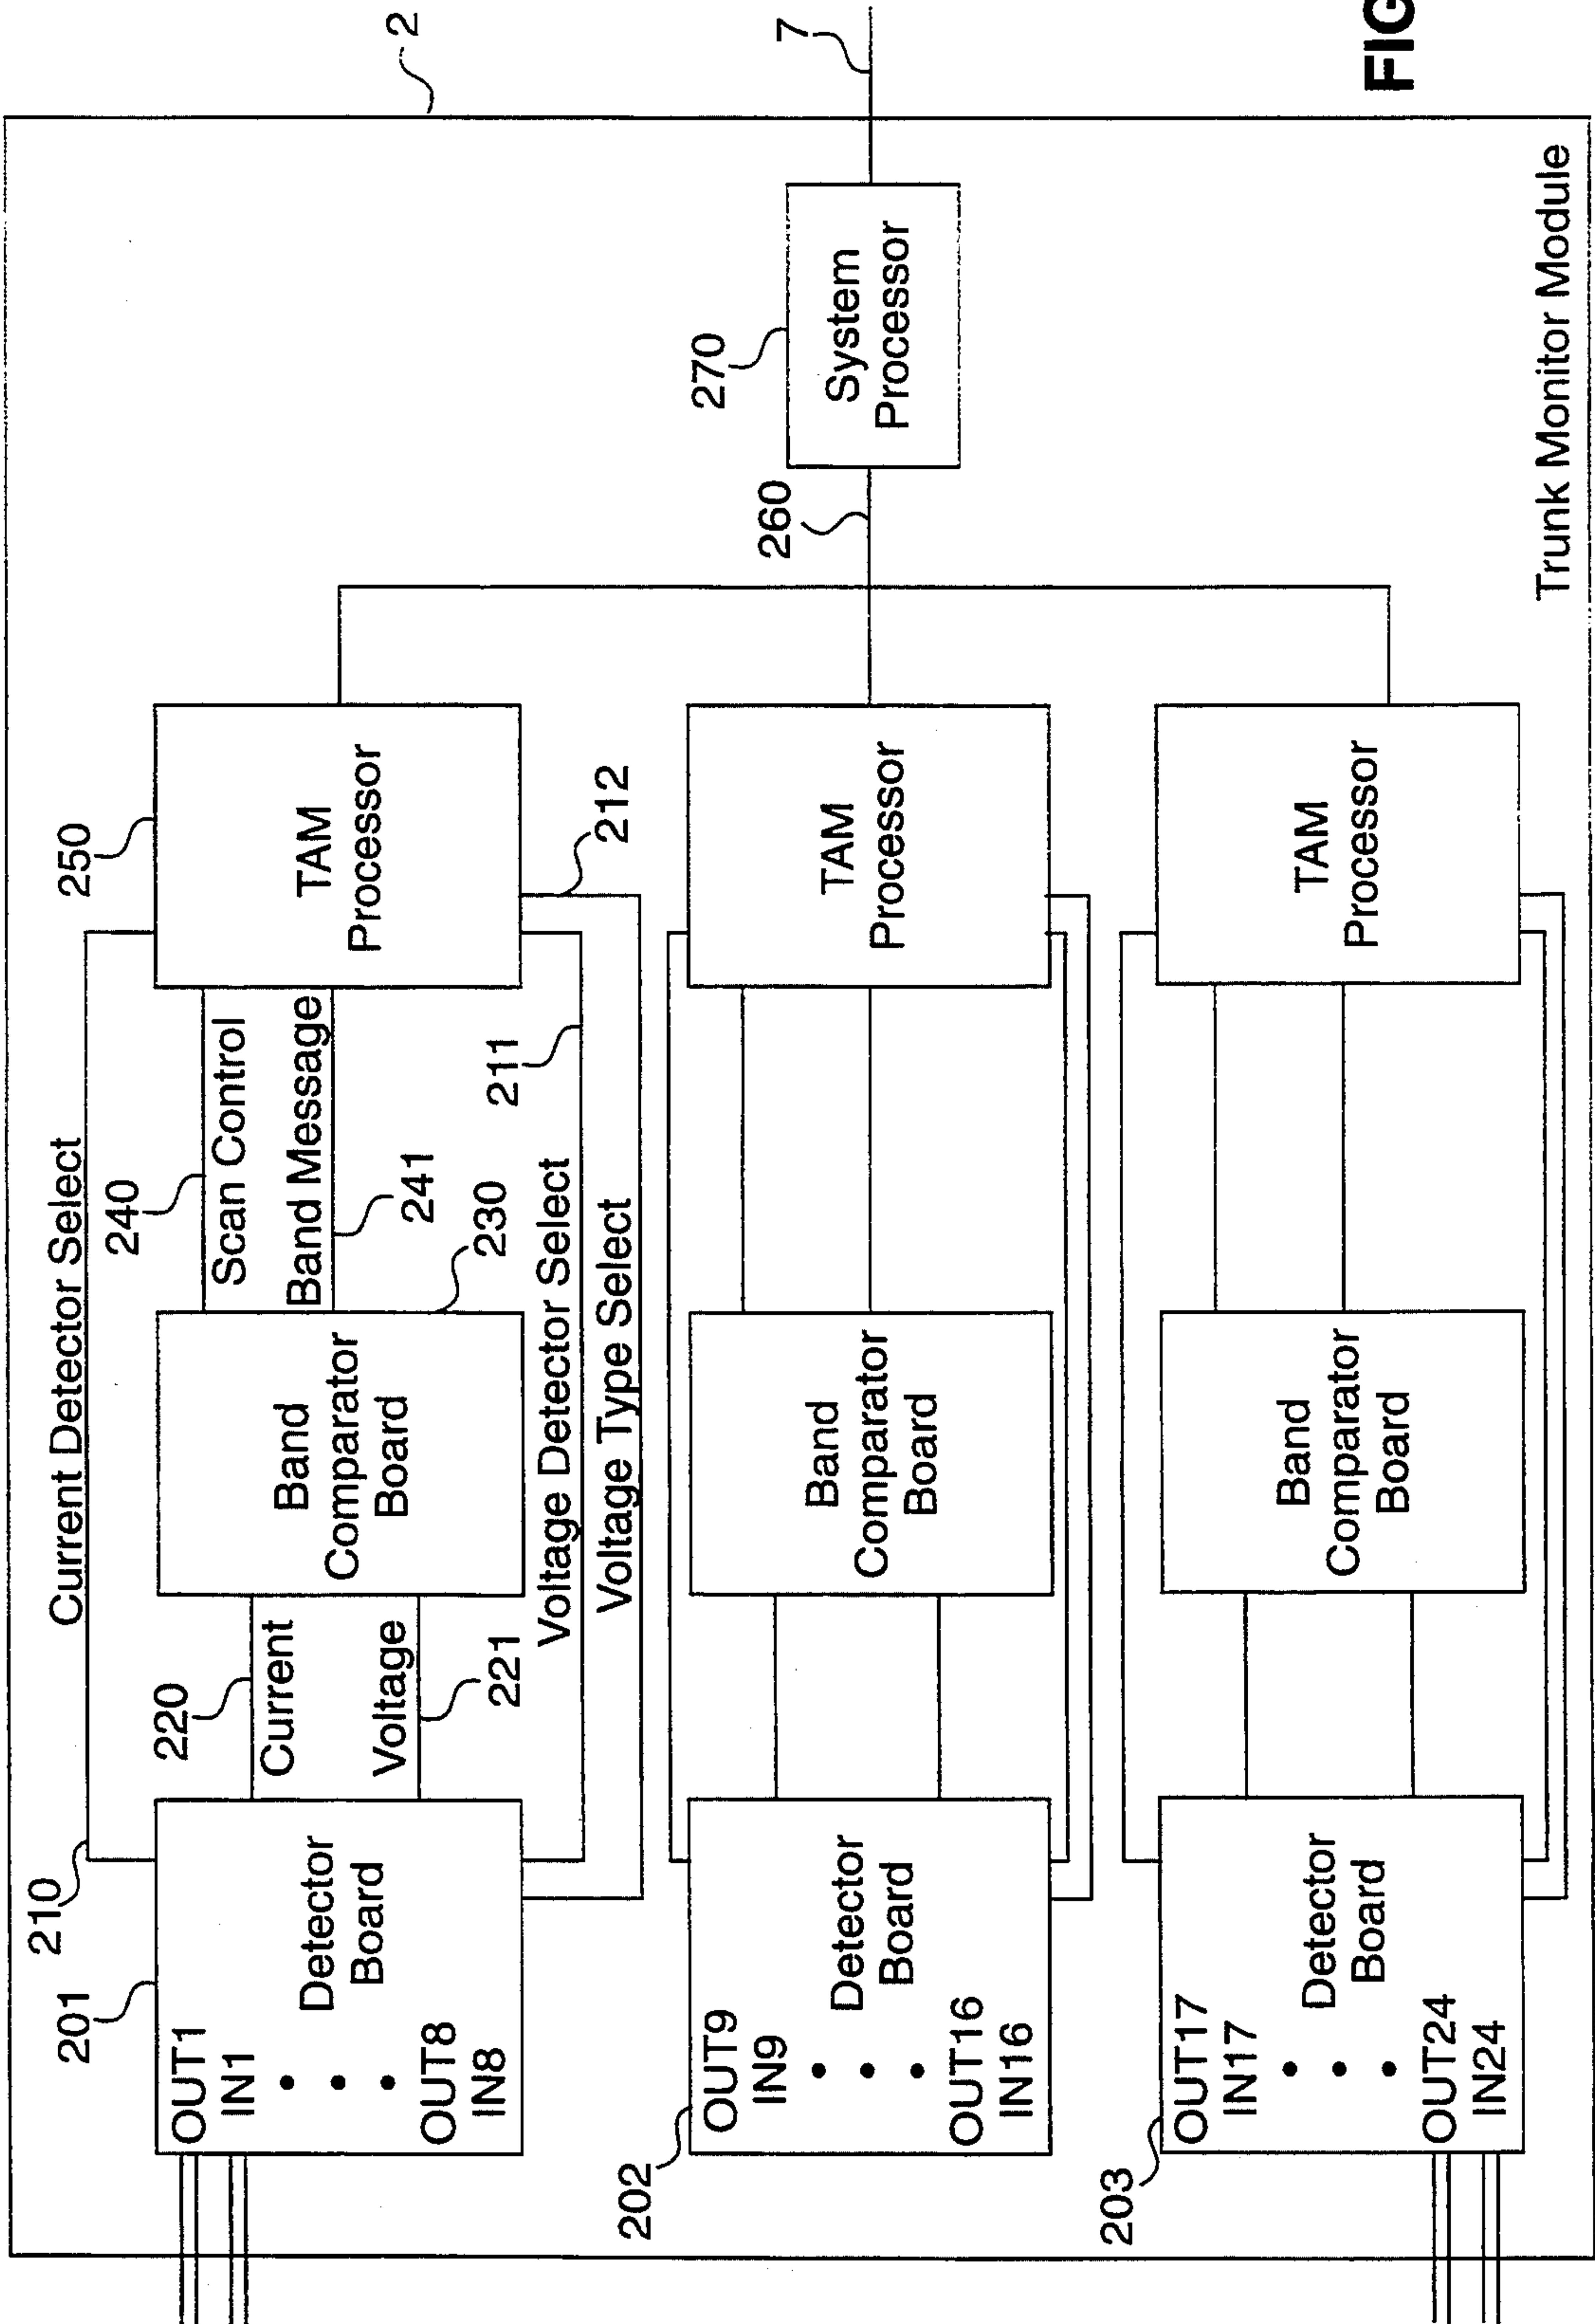 2
7
FIG
Current Detector Select
210
201
OUT1
IN1
OUT8
IN8
Detector
Board
220
Current
Voltage
221
Band
Comparator
Board
230
240
Scan Control
Band Message
241
250
TAM
Processor
211
212
Voltage Detector Select
Voltage Type Select
202
OUT9
IN9
OUT16
IN16
Detector
Board
Band
Comparator
Board
TAM
Processor
260
270
System
Processor
203
OUT17
IN17
OUT24
IN24
Detector
Board
Band
Comparator
Board
TAM
Processor
Trunk Monitor Module